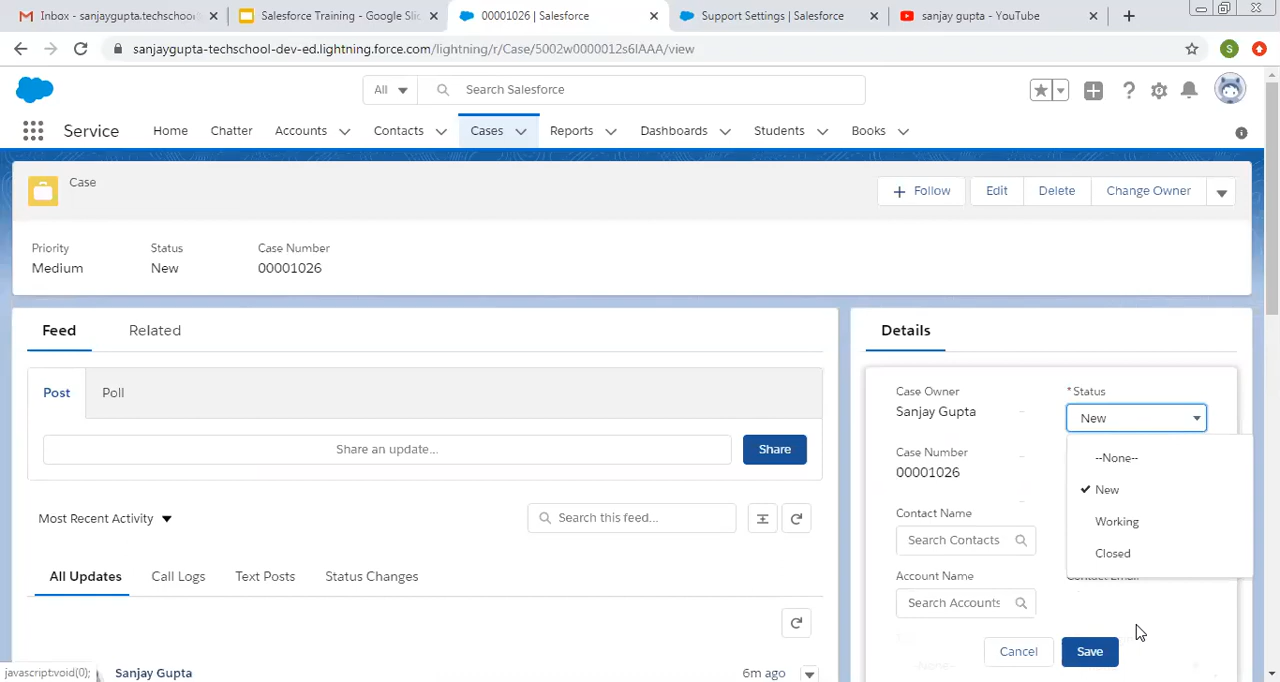 Inbox - sanjaygupta.techschool@
Salesforce Training - Google Slid
00001026 | Salesforce
Support Settings | Salesforce
sanjay gupta - YouTube
sanjaygupta-techschool-dev-ed.lightning.force.com/lightning/r/Case/5002w0000012s6IAAA/view
S
All
Search Salesforce
Service
Home
Chatter
Accounts
Contacts
Cases
Reports
Dashboards
Students
Books
Case
Follow
Edit
Delete
Change Owner
Priority
Status
Case Number
Medium
New
00001026
Feed
Related
Details
Post
Poll
Share an update...
Share
Most Recent Activity
Search this feed...
All Updates
Call Logs
Text Posts
Status Changes
Sanjay Gupta
6m ago
Case Owner
Sanjay Gupta
*Status
New
Case Number
00001026
--None--
New
Working
Closed
Contact Name
Search Contacts
Account Name
Contact Email
Search Accounts
Cancel
Save
--None--
javascript:void(0);